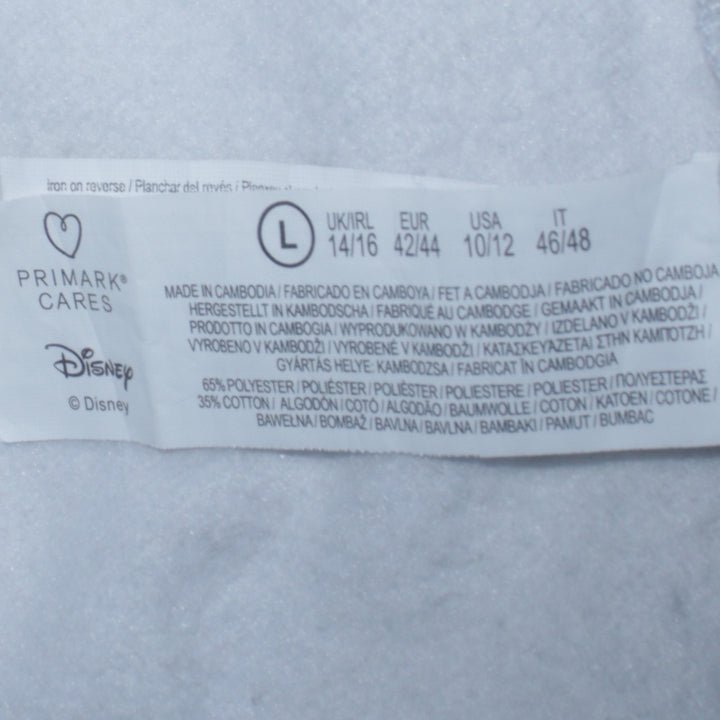 iron on reverse / Planchar del revés /
PRIMARK®
CARES
Disney
© Disney
L
UK/IRL EUR USA IT
14/16 42/44 10/12 46/48
MADE IN CAMBODIA / FABRICADO EN CAMBOYA / FET A CAMBODJA / FABRICADO NO CAMBOJA
HERGESTELLT IN KAMBODSCHA / FABRIQUÉ AU CAMBODGE / GEMAAKT IN CAMBODJA /
PRODOTTO IN CAMBOGIA / WYPRODUKOWANO W KAMBODŻY / IZDELANO V KAMBODŽI /
VYROBENO V KAMBODŽI / VYROBENÉ V KAMBODŽI / ΚΑΤΑΣΚΕΥΑΖΕΤΑΙ ΣΤΗΝ ΚΑΜΠΟΤΖΗ /
GYÁRTÁS HELYE: KAMBODZSA / FABRICAT ÎN CAMBODGIA
65% POLYESTER / POLIÉSTER / POLIÈSTER / POLIESTERE / POLIESTER / ΠΟΛΥΕΣΤΕΡΑΣ
35% COTTON / ALGODÓN / COTÓ / ALGODÃO / BAUMWOLLE / COTON / KATOEN / COTONE /
BAWEŁNA / BOMBAŽ / BAVLNA / BAVLNA / BAMBAKI / PAMUT / BUMBAC